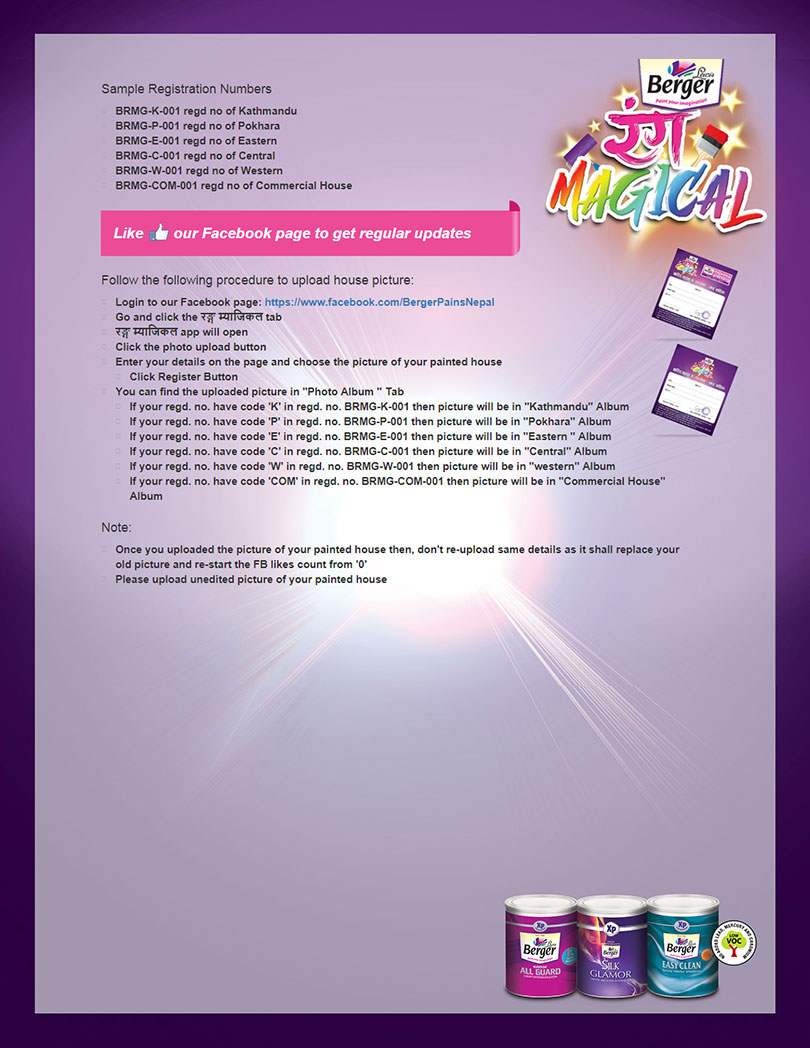 Sample Registration Numbers
BRMG-K-001 regd no of Kathmandu
BRMG-P-001 regd no of Pokhara
BRMG-E-001 regd no of Eastern
BRMG-C-001 regd no of Central
BRMG-W-001 regd no of Western
BRMG-COM-001 regd no of Commercial House
Lewis
Berger
Paint your imagination
रंग
MAGICAL
Like our Facebook page to get regular updates
Follow the following procedure to upload house picture:
Login to our Facebook page: https://www.facebook.com/BergerPainsNepal
Go and click the रङ्ग म्याजिकल tab
रङ्ग म्याजिकल app will open
Click the photo upload button
Enter your details on the page and choose the picture of your painted house
Click Register Button
You can find the uploaded picture in "Photo Album " Tab
If your regd. no. have code 'K' in regd. no. BRMG-K-001 then picture will be in "Kathmandu" Album
If your regd. no. have code 'P' in regd. no. BRMG-P-001 then picture will be in "Pokhara" Album
If your regd. no. have code 'E' in regd. no. BRMG-E-001 then picture will be in "Eastern " Album
If your regd. no. have code 'C' in regd. no. BRMG-C-001 then picture will be in "Central" Album
If your regd. no. have code 'W' in regd. no. BRMG-W-001 then picture will be in "western" Album
If your regd. no. have code 'COM' in regd. no. BRMG-COM-001 then picture will be in "Commercial House"
Album
Note:
Once you uploaded the picture of your painted house then, don't re-upload same details as it shall replace your
old picture and re-start the FB likes count from '0'
Please upload unedited picture of your painted house
XP
Berger
ALL GUARD
XP
Berger
SILK
GLAMOR
XP
Berger
EASY CLEAN
NO ADDED LEAD, MERCURY AND CHROMIUM
LOW
VOC